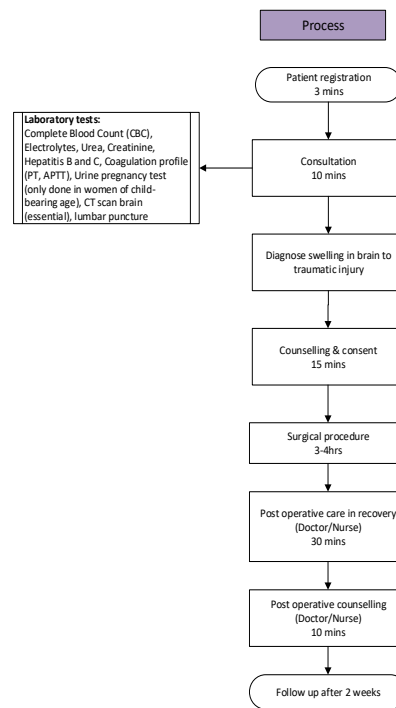 Process
Patient registration
3 mins
Laboratory tests:
Complete Blood Count (CBC),
Electrolytes, Urea, Creatinine,
Hepatitis B and C, Coagulation profile
(PT, APTT), Urine pregnancy test
(only done in women of child-
bearing age), CT scan brain
(essential), lumbar puncture
Consultation
10 mins
Diagnose swelling in brain to
traumatic injury
Counselling & consent
15 mins
Surgical procedure
3-4hrs
Post operative care in recovery
(Doctor/Nurse)
30 mins
Post operative counselling
(Doctor/Nurse)
10 mins
Follow up after 2 weeks